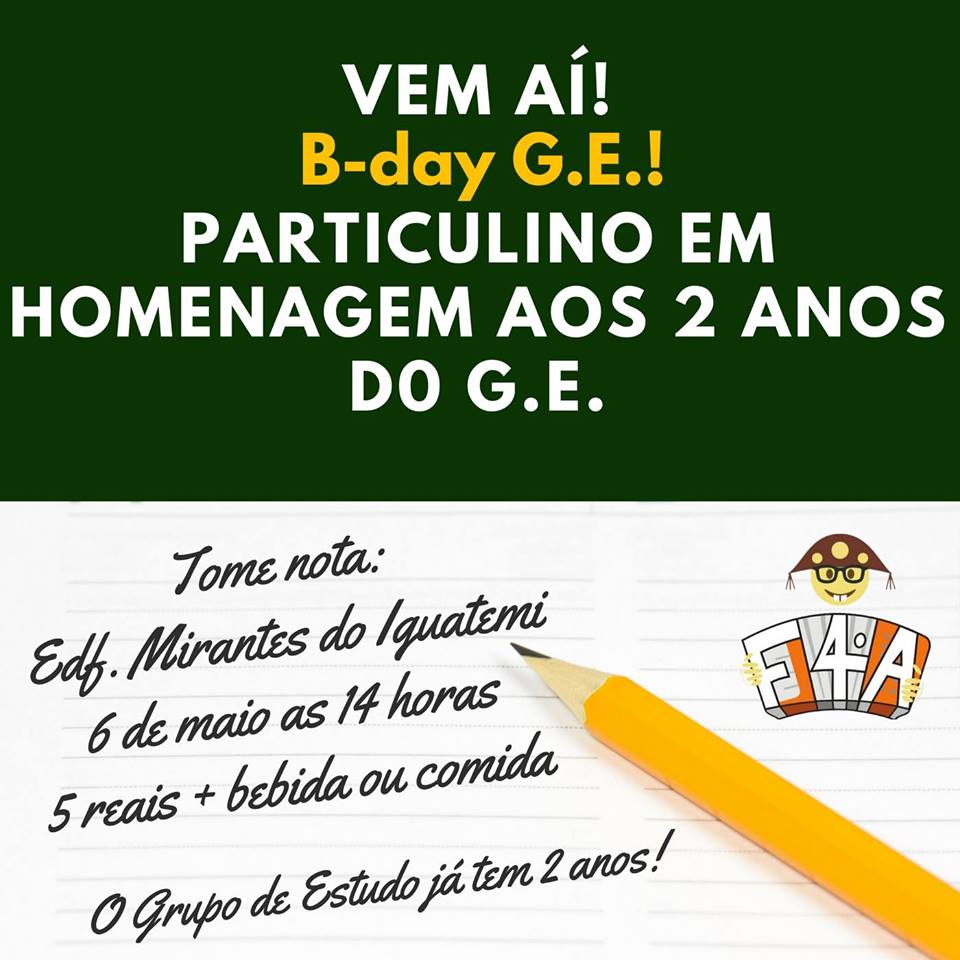 VEM AÍ!
B-day G.E.!
PARTICULINO EM
HOMENAGEM AOS 2 ANOS
D0 G.E.
Tome nota:
Edf. Mirantes do Iguatemi
6 de maio as 14 horas
5 reais + bebida ou comida
O Grupo de Estudo já tem 2 anos!
F4ºA